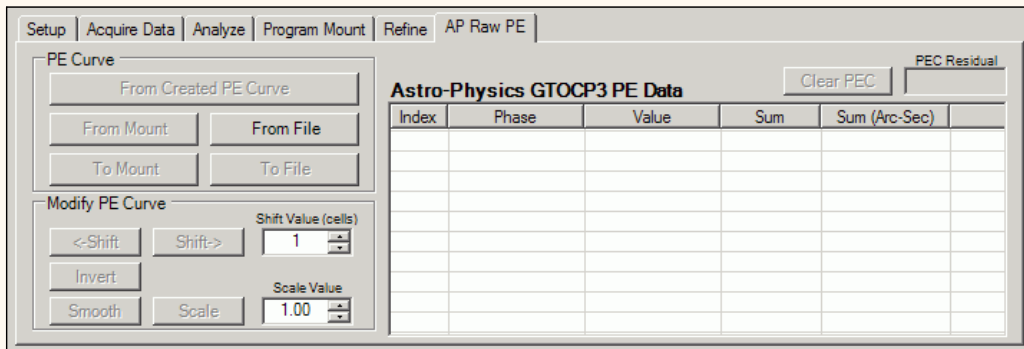 Setup Acquire Data Analyze Program Mount Refine AP Raw PE
PE Curve
From Created PE Curve
From Mount From File
To Mount To File
Modify PE Curve
Shift Value (cells)
<-Shift Shift-> 1
Invert
Scale Value
Smooth Scale 1.00
PEC Residual
Clear PEC
Astro-Physics GTOCP3 PE Data
Index Phase Value Sum Sum (Arc-Sec)